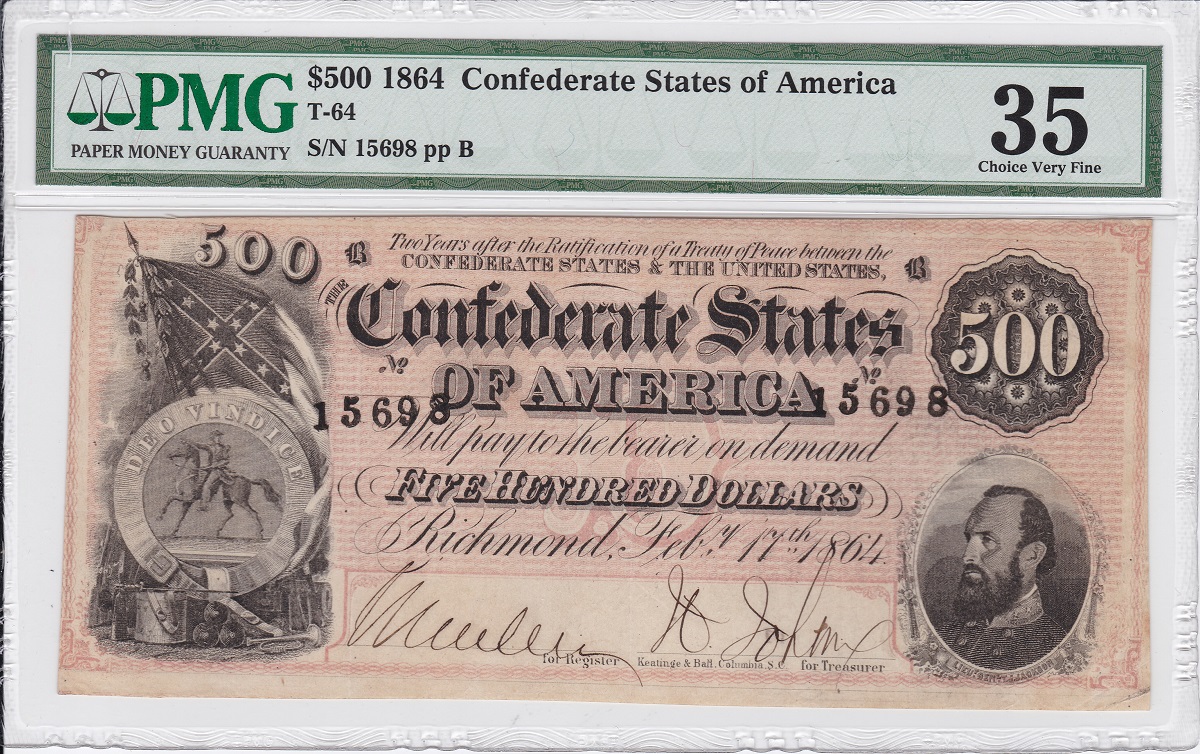 PMG
PAPER MONEY GUARANTY
$500 1864 Confederate States of America
T-64
S/N 15698 pp B
35
Choice Very Fine
500
B
Two Years after the Ratification of a Treaty of Peace between the
CONFEDERATE STATES & THE UNITED STATES,
B
THE
Confederate States
OF AMERICA
500
No 15698
No 15698
Will pay to the bearer on demand
FIVE HUNDRED DOLLARS
Richmond, Feby. 17th 1864.
DEO VINDICE
for Register
Keatinge & Ball, Columbia, S.C.
for Treasurer
LIEUT. GEN. T. J. JACKSON